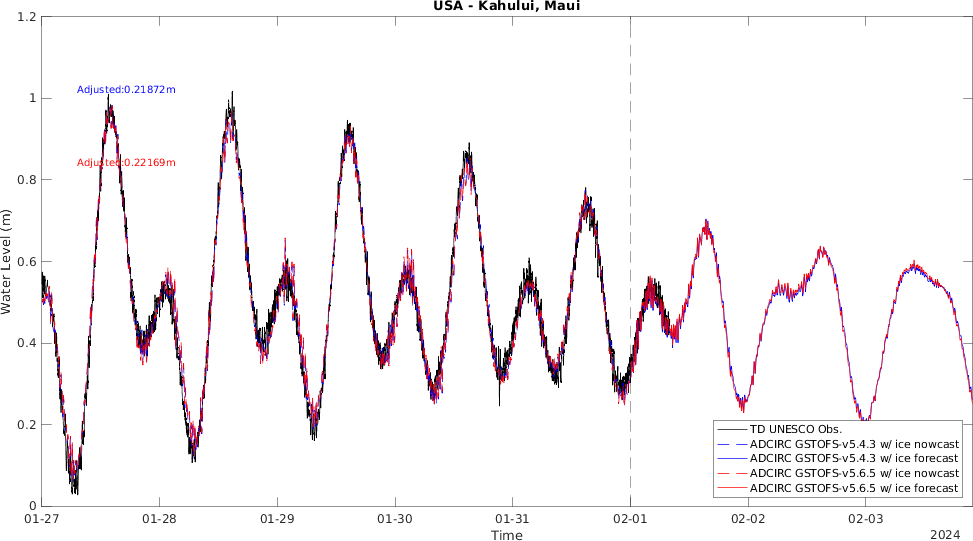 USA - Kahului, Maui
1.2
1
0.8
0.6
0.4
0.2
0
Water Level (m)
Adjusted:0.21872m
Adjusted:0.22169m
TD UNESCO Obs.
ADCIRC GSTOFS-v5.4.3 w/ ice nowcast
ADCIRC GSTOFS-v5.4.3 w/ ice forecast
ADCIRC GSTOFS-v5.6.5 w/ ice nowcast
ADCIRC GSTOFS-v5.6.5 w/ ice forecast
01-27 01-28 01-29 01-30 01-31 02-01 02-02 02-03
Time
2024